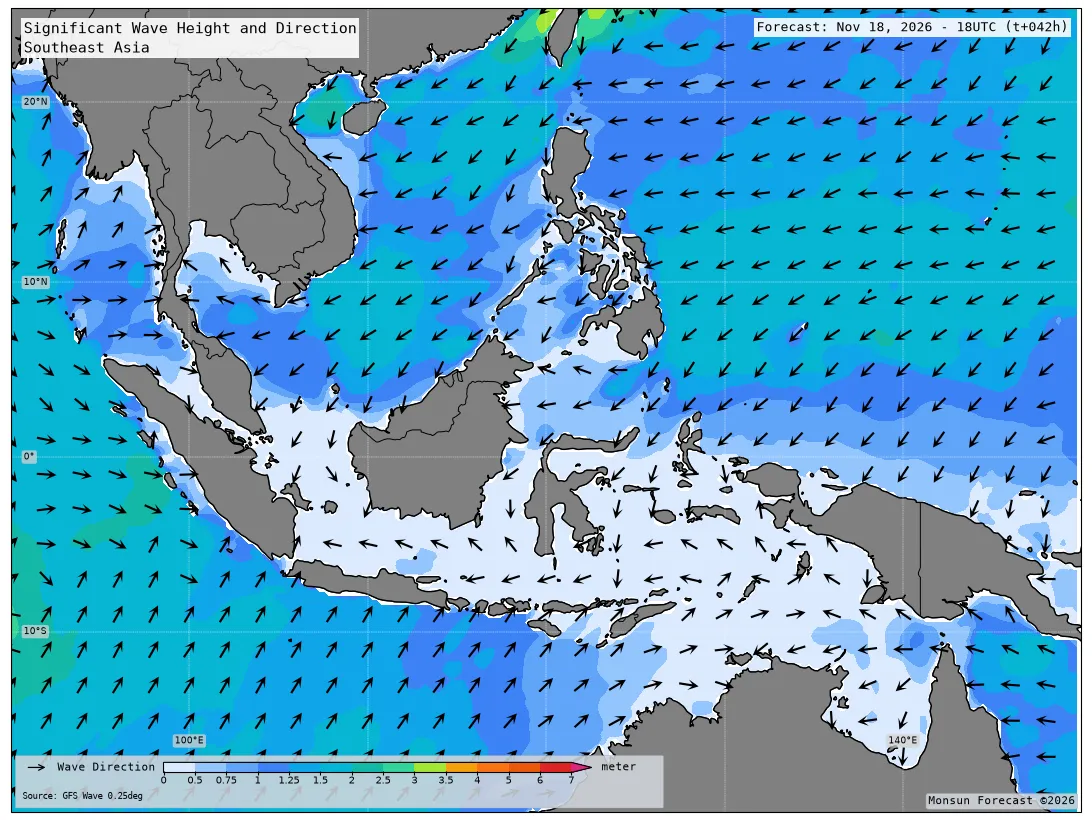 Significant Wave Height and Direction
Southeast Asia
Forecast: Nov 18, 2026 - 18UTC (t+042h)
20°N
10°N
0°
10°S
100°E
140°E
Wave Direction
0 0.5 0.75 1 1.25 1.5 2 2.5 3 3.5 4 5 6 7
meter
Source: GFS Wave 0.25deg
Monsun Forecast ©2026